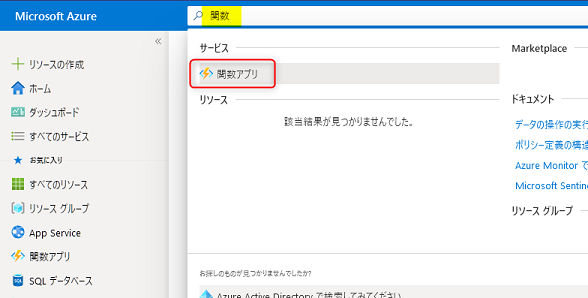 Microsoft Azure
関数
«
リソースの作成
ホーム
ダッシュボード
すべてのサービス
お気に入り
すべてのリソース
リソース グループ
App Service
関数アプリ
SQL データベース
サービス
関数アプリ
リソース
該当結果が見つかりませんでした。
お探しのものが見つかりませんでしたか?
Azure Active Directory で検索してみてください
Marketplace
ドキュメント
データの操作の実行
ポリシー定義の構造
Azure Monitor で
Microsoft Sentine
リソース グループ